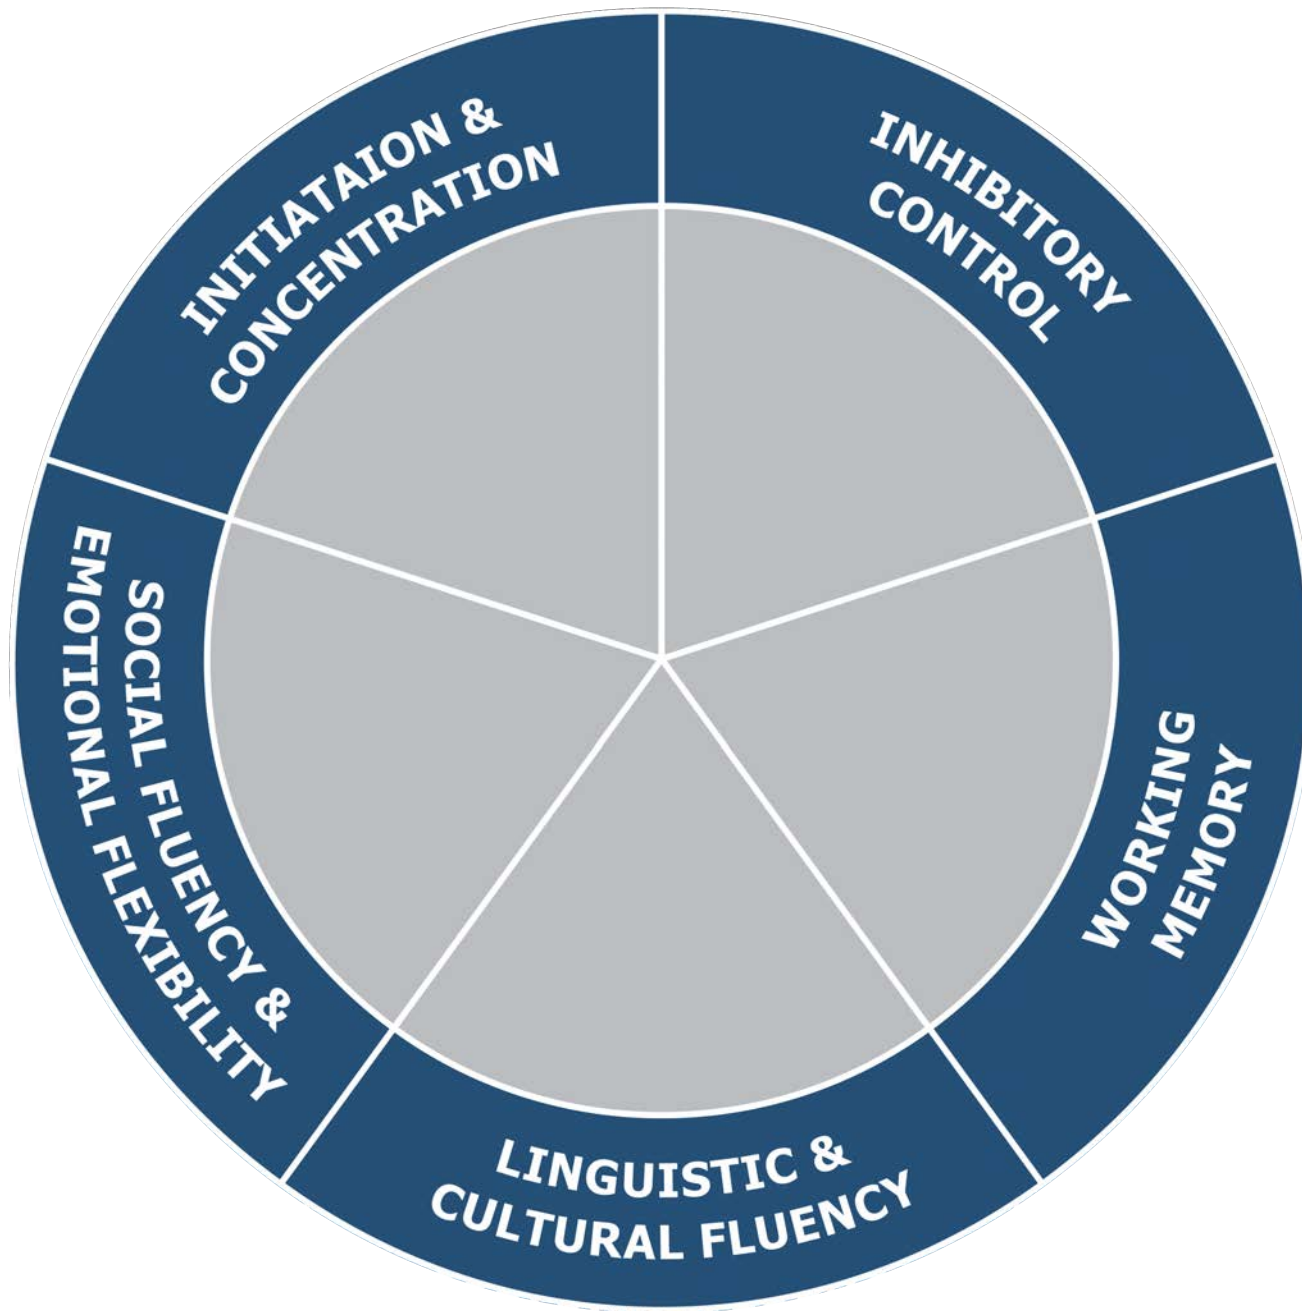 INITIATAION &
CONCENTRATION
INHIBITORY
CONTROL
WORKING
MEMORY
LINGUISTIC &
CULTURAL FLUENCY
SOCIAL FLUENCY &
EMOTIONAL FLEXIBILITY